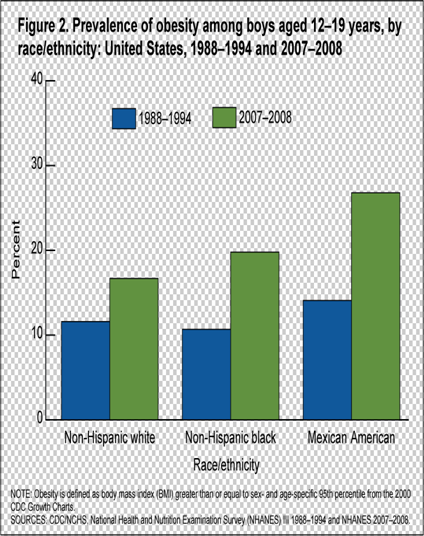 Figure 2. Prevalence of obesity among boys aged 12–19 years, by
race/ethnicity: United States, 1988–1994 and 2007–2008
40
1988–1994
2007–2008
30
Percent
20
10
0
Non-Hispanic white
Non-Hispanic black
Mexican American
Race/ethnicity
NOTE: Obesity is defined as body mass index (BMI) greater than or equal to sex- and age-specific 95th percentile from the 2000
CDC Growth Charts.
SOURCES: CDC/NCHS, National Health and Nutrition Examination Survey (NHANES) III 1988–1994 and NHANES 2007–2008.